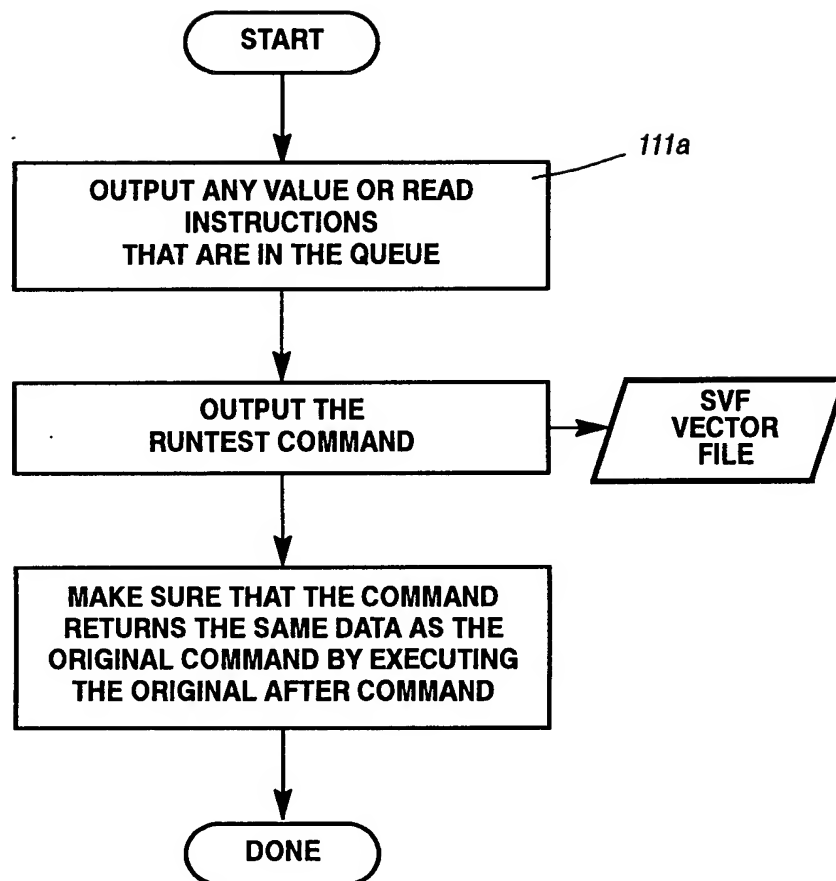 START
111a
OUTPUT ANY VALUE OR READ
INSTRUCTIONS
THAT ARE IN THE QUEUE
OUTPUT THE
RUNTEST COMMAND
SVF
VECTOR
FILE
MAKE SURE THAT THE COMMAND
RETURNS THE SAME DATA AS THE
ORIGINAL COMMAND BY EXECUTING
THE ORIGINAL AFTER COMMAND
DONE